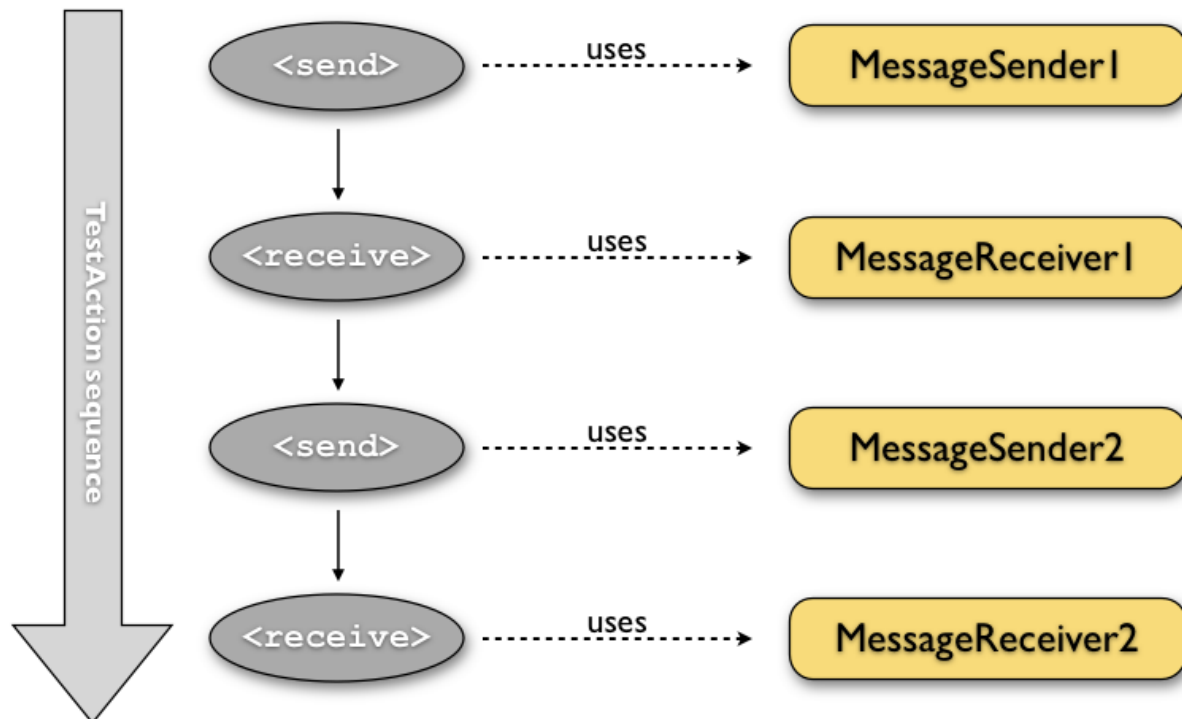 <send>
uses
MessageSender1
TestAction sequence
<receive>
uses
MessageReceiver1
<send>
uses
MessageSender2
<receive>
uses
MessageReceiver2